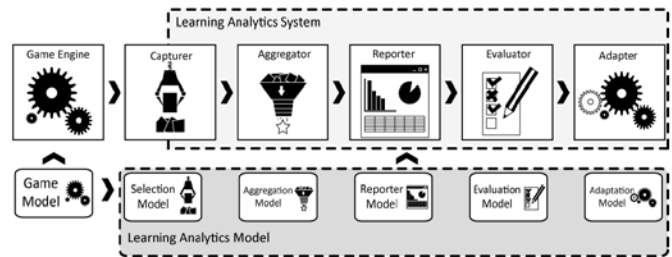 Learning Analytics System
Game Engine
Capturer
Aggregator
Reporter
Evaluator
Adapter
Game
Model
Selection
Model
Aggregation
Model
Reporter
Model
Evaluation
Model
Adaptation
Model
Learning Analytics Model